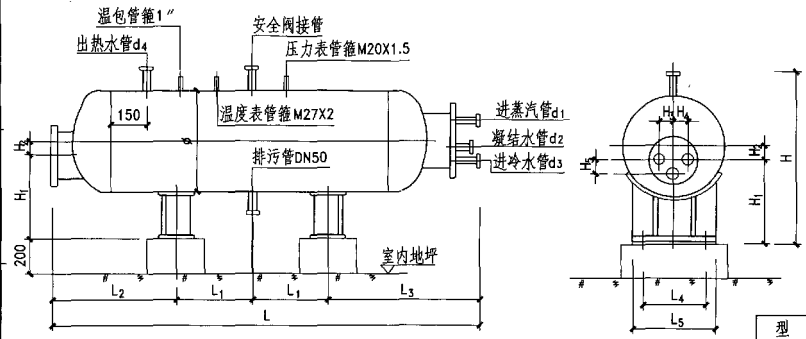 温包管箍1"
安全阀接管
出热水管d4
压力表管箍M20X1.5
150
温度表管箍M27X2
进蒸汽管d1
凝结水管d2
进冷水管d3
排污管DN50
Φ
H2
H1
200
室内地坪
L2
L1
L1
L3
L
H3
H4
H5
H2
H1
H
L4
L5
型